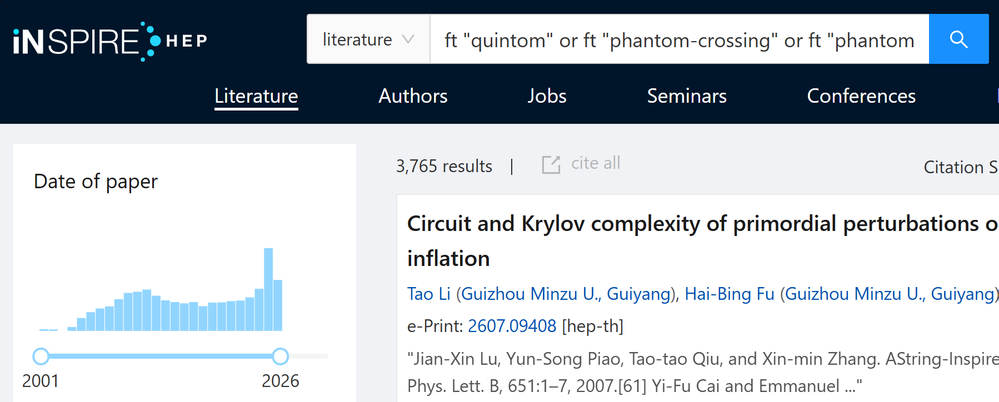 iNSPIRE HEP
literature
ft "quintom" or ft "phantom-crossing" or ft "phantom
Literature
Authors
Jobs
Seminars
Conferences
Date of paper
2001
2026
3,765 results
cite all
Citation S
Circuit and Krylov complexity of primordial perturbations o
inflation
Tao Li (Guizhou Minzu U., Guiyang), Hai-Bing Fu (Guizhou Minzu U., Guiyang)
e-Print: 2607.09408 [hep-th]
"Jian-Xin Lu, Yun-Song Piao, Tao-tao Qiu, and Xin-min Zhang. AString-Inspire
Phys. Lett. B, 651:1–7, 2007.[61] Yi-Fu Cai and Emmanuel ..."